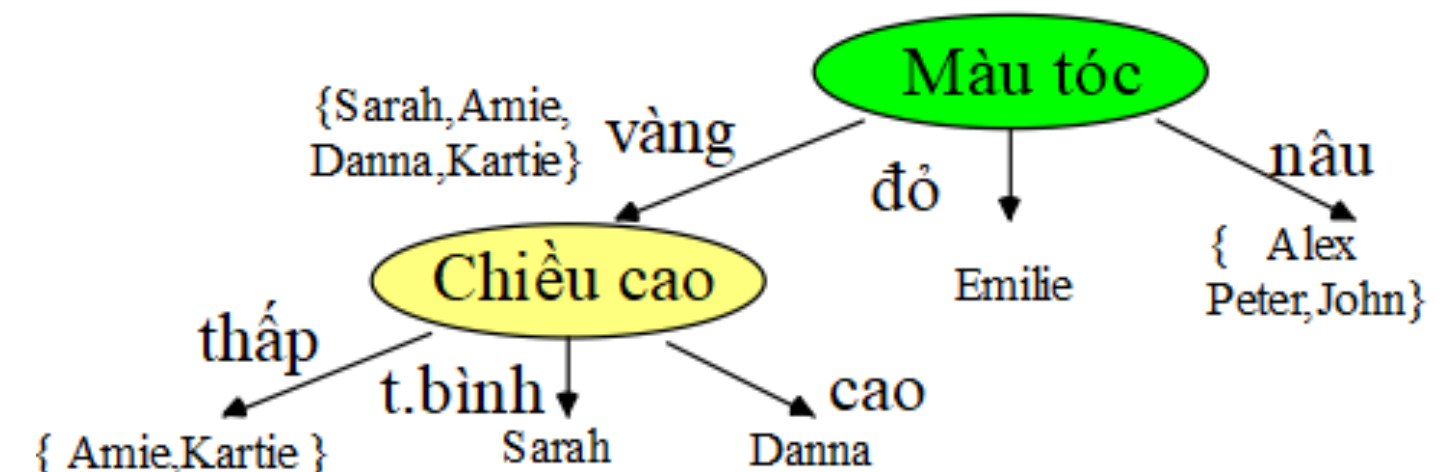 Màu tóc
{Sarah,Amie,
Danna,Kartie}
vàng
đỏ
nâu
Chiều cao
Emilie
{ Alex
Peter,John}
thấp
t.bình
cao
{ Amie,Kartie }
Sarah
Danna